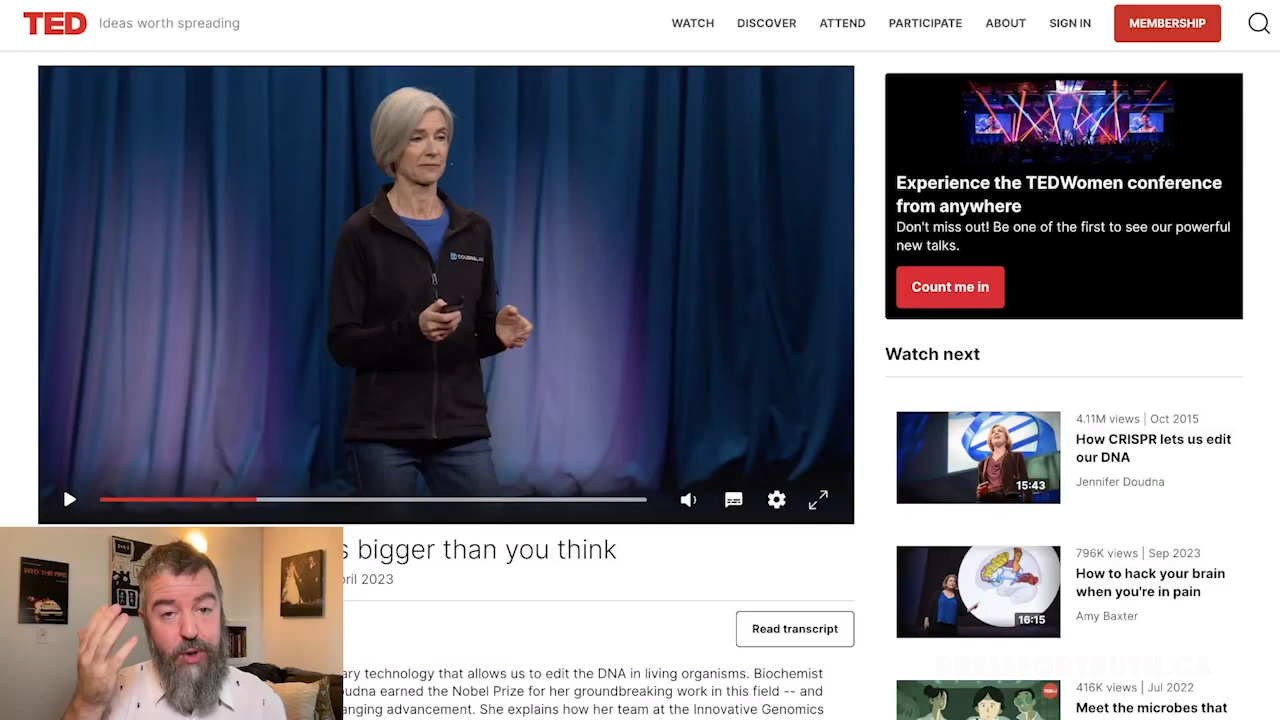 TED Ideas worth spreading
WATCH DISCOVER ATTEND PARTICIPATE ABOUT SIGN IN MEMBERSHIP
Experience the TEDWomen conference
from anywhere
Don't miss out! Be one of the first to see our powerful
new talks.
Count me in
Watch next
4.11M views | Oct 2015
How CRISPR lets us edit
our DNA
Jennifer Doudna
15:43
796K views | Sep 2023
How to hack your brain
when you're in pain
Amy Baxter
16:15
416K views | Jul 2022
Meet the microbes that
s bigger than you think
pril 2023
Read transcript
ary technology that allows us to edit the DNA in living organisms. Biochemist
oudna earned the Nobel Prize for her groundbreaking work in this field -- and
anging advancement. She explains how her team at the Innovative Genomics
INTO THE FIRE
PRESSFORTRUTH.CA